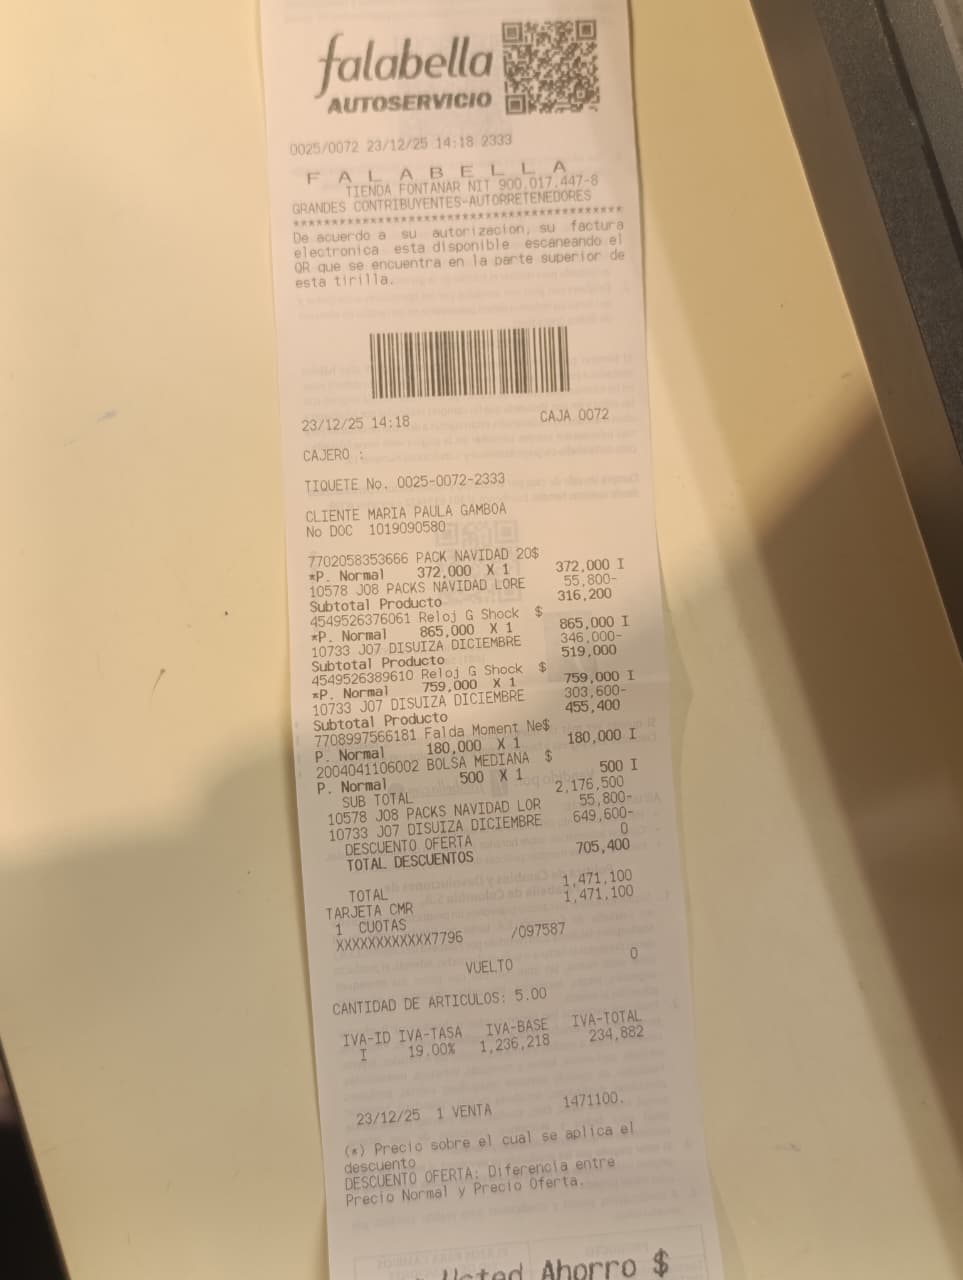 falabella
AUTOSERVICIO
0025/0072 23/12/25 14:18 2333
F A L A B E L L A
TIENDA FONTANAR NIT 900.017.447-8
GRANDES CONTRIBUYENTES-AUTORRETENEDORES
******************************************
De acuerdo a su autorizacion, su factura
electronica esta disponible escaneando el
QR que se encuentra en la parte superior de
esta tirilla.
23/12/25 14:18 CAJA 0072
CAJERO :
TIQUETE No. 0025-0072-2333
CLIENTE MARIA PAULA GAMBOA
No DOC 1019090580
7702058353666 PACK NAVIDAD 20$
*P. Normal 372,000 X 1 372,000 I
10578 J08 PACKS NAVIDAD LORE 55,800-
Subtotal Producto 316,200
4549526376061 Reloj G Shock $
*P. Normal 865,000 X 1 865,000 I
10733 J07 DISUIZA DICIEMBRE 346,000-
Subtotal Producto 519,000
4549526389610 Reloj G Shock $
*P. Normal 759,000 X 1 759,000 I
10733 J07 DISUIZA DICIEMBRE 303,600-
Subtotal Producto 455,400
7708997566181 Falda Moment Ne$
P. Normal 180,000 X 1 180,000 I
2004041106002 BOLSA MEDIANA $
P. Normal 500 X 1 500 I
SUB TOTAL 2,176,500
10578 J08 PACKS NAVIDAD LOR 55,800-
10733 J07 DISUIZA DICIEMBRE 649,600-
DESCUENTO OFERTA 0
TOTAL DESCUENTOS 705,400
TOTAL 1,471,100
TARJETA CMR 1,471,100
1 CUOTAS
XXXXXXXXXXXX7796 /097587
VUELTO 0
CANTIDAD DE ARTICULOS: 5.00
IVA-ID IVA-TASA IVA-BASE IVA-TOTAL
I 19.00% 1,236,218 234,882
23/12/25 1 VENTA 1471100.
(*) Precio sobre el cual se aplica el
descuento
DESCUENTO OFERTA: Diferencia entre
Precio Normal y Precio Oferta.
Usted Ahorro $